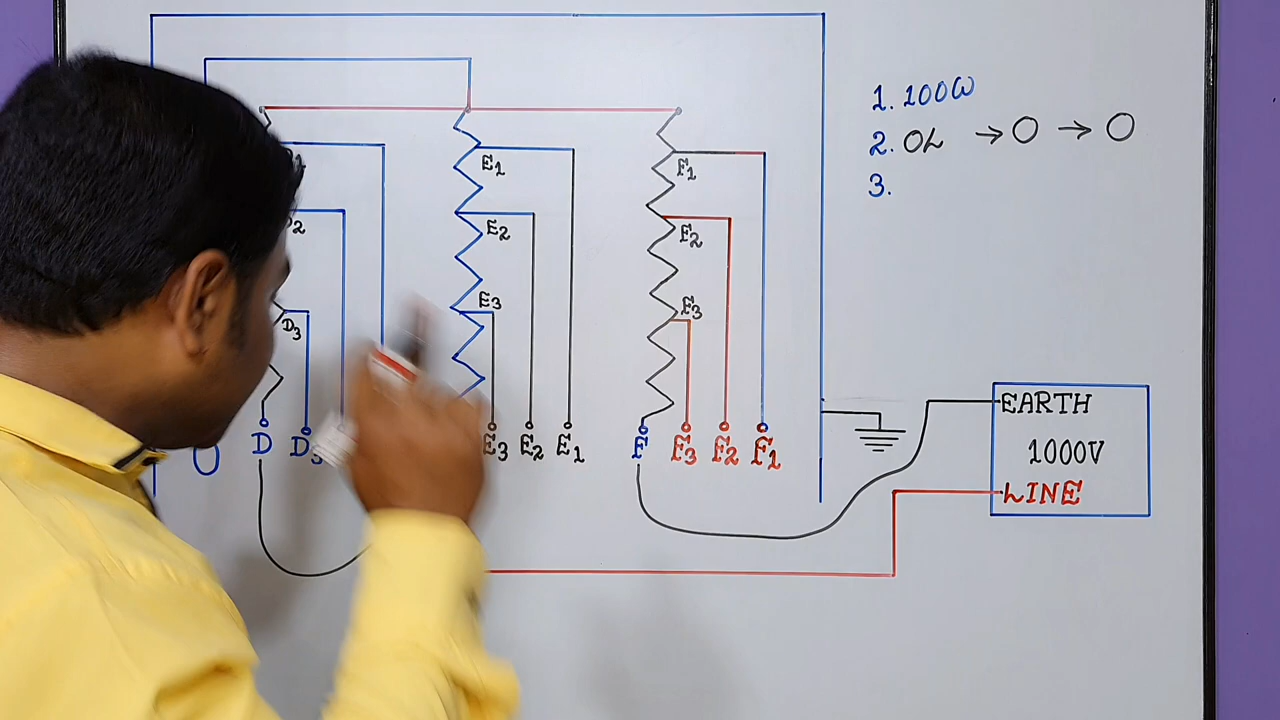 1. 100W
2. OL → O → O
3.
E1
F1
D2
E2
F2
E3
F3
D3
EARTH
1000V
LINE
O
D
D3
E3
E2
E1
F
F3
F2
F1